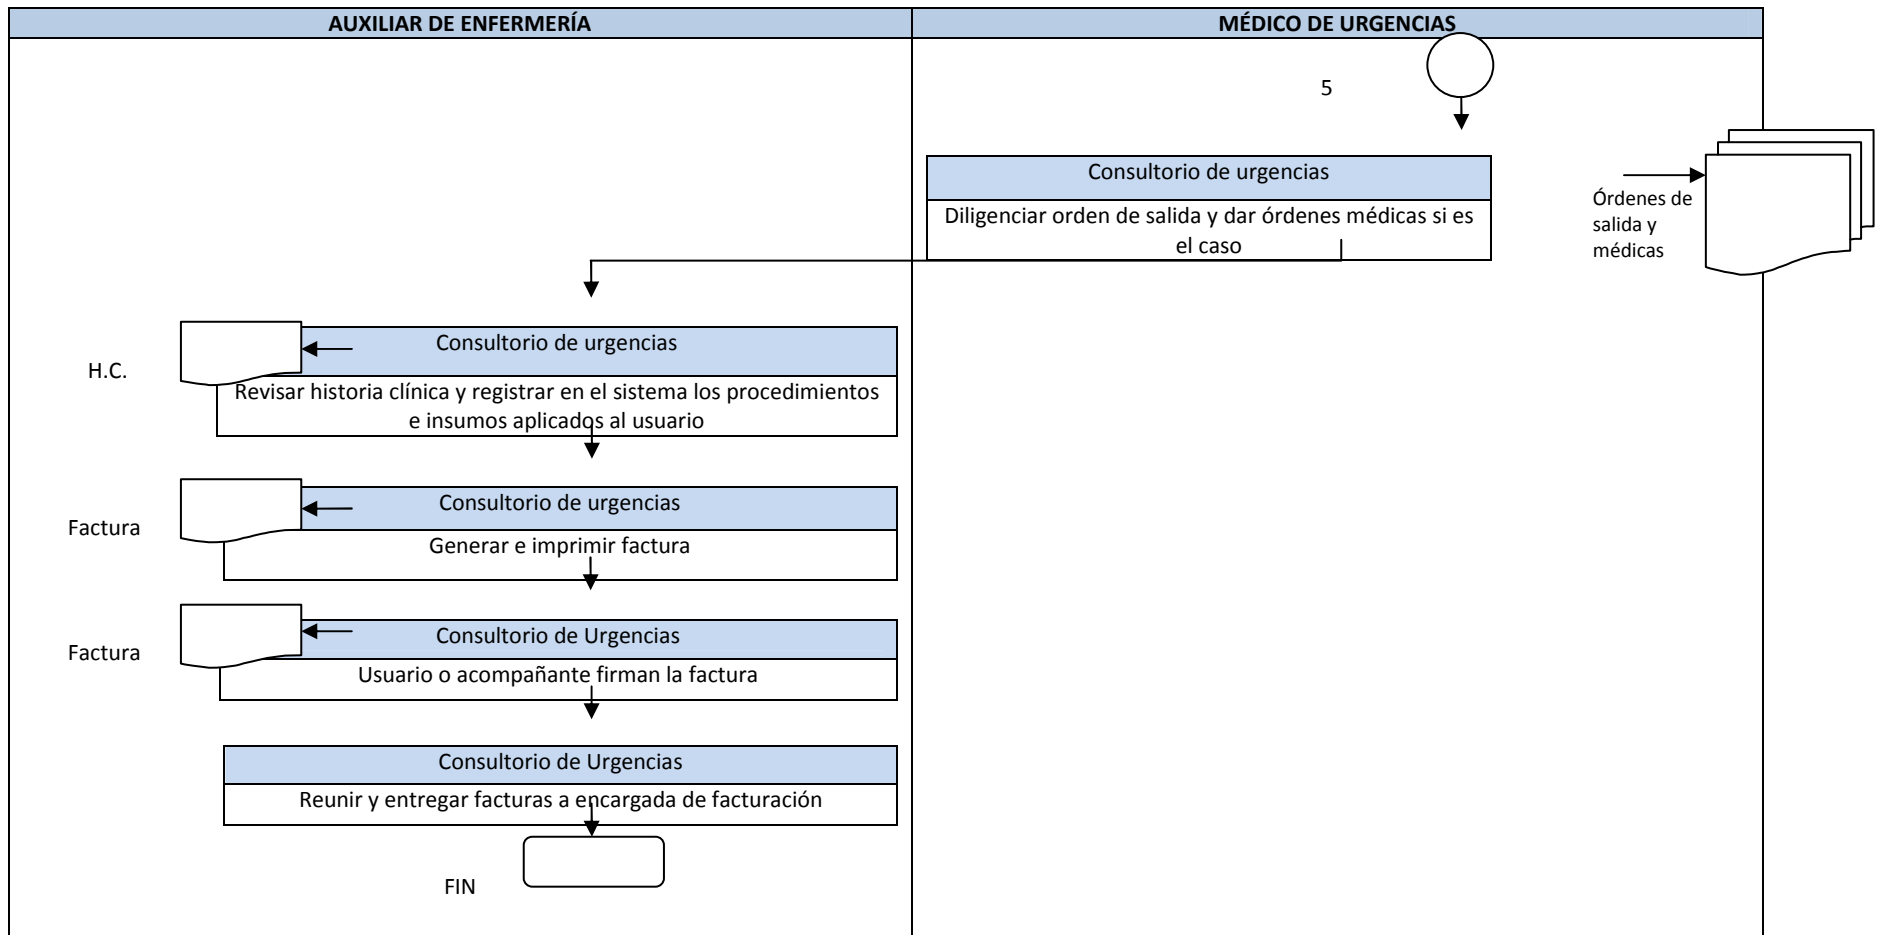 AUXILIAR DE ENFERMERÍA
MÉDICO DE URGENCIAS
5
Consultorio de urgencias
Diligenciar orden de salida y dar órdenes médicas si es
el caso
Órdenes de
salida y
médicas
H.C.
Consultorio de urgencias
Revisar historia clínica y registrar en el sistema los procedimientos
e insumos aplicados al usuario
Factura
Consultorio de urgencias
Generar e imprimir factura
Factura
Consultorio de Urgencias
Usuario o acompañante firman la factura
Consultorio de Urgencias
Reunir y entregar facturas a encargada de facturación
FIN